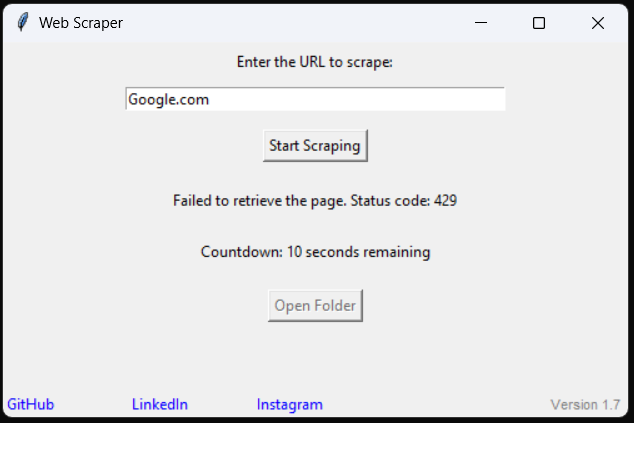 Web Scraper
Enter the URL to scrape:
Google.com
Start Scraping
Failed to retrieve the page. Status code: 429
Countdown: 10 seconds remaining
Open Folder
GitHub LinkedIn Instagram Version 1.7